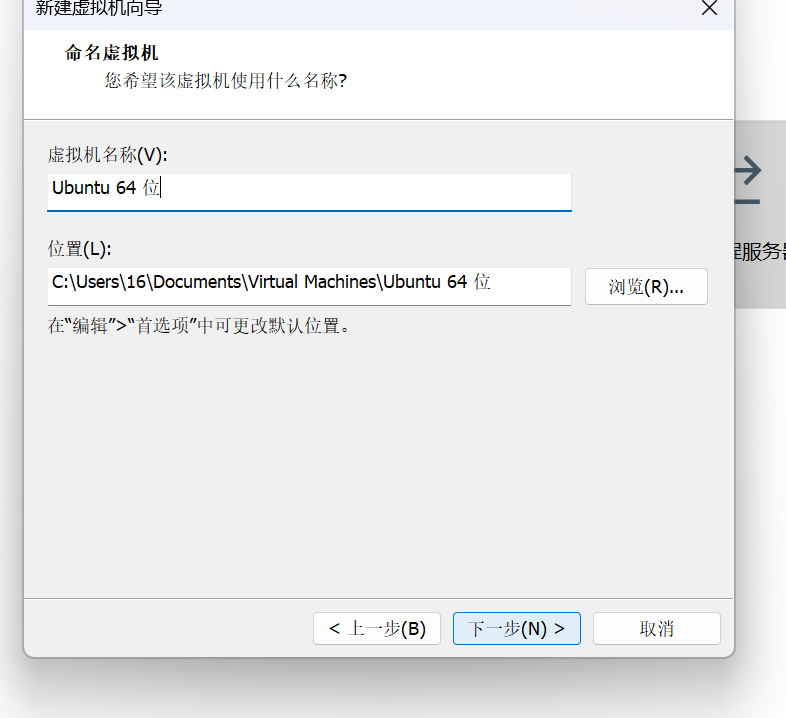 新建虚拟机向导
命名虚拟机
您希望该虚拟机使用什么名称?
虚拟机名称(V):
Ubuntu 64 位
位置(L):
C:\Users\16\Documents\Virtual Machines\Ubuntu 64 位
浏览(R)...
在“编辑”>“首选项”中可更改默认位置。
程服务器
< 上一步(B)
下一步(N) >
取消